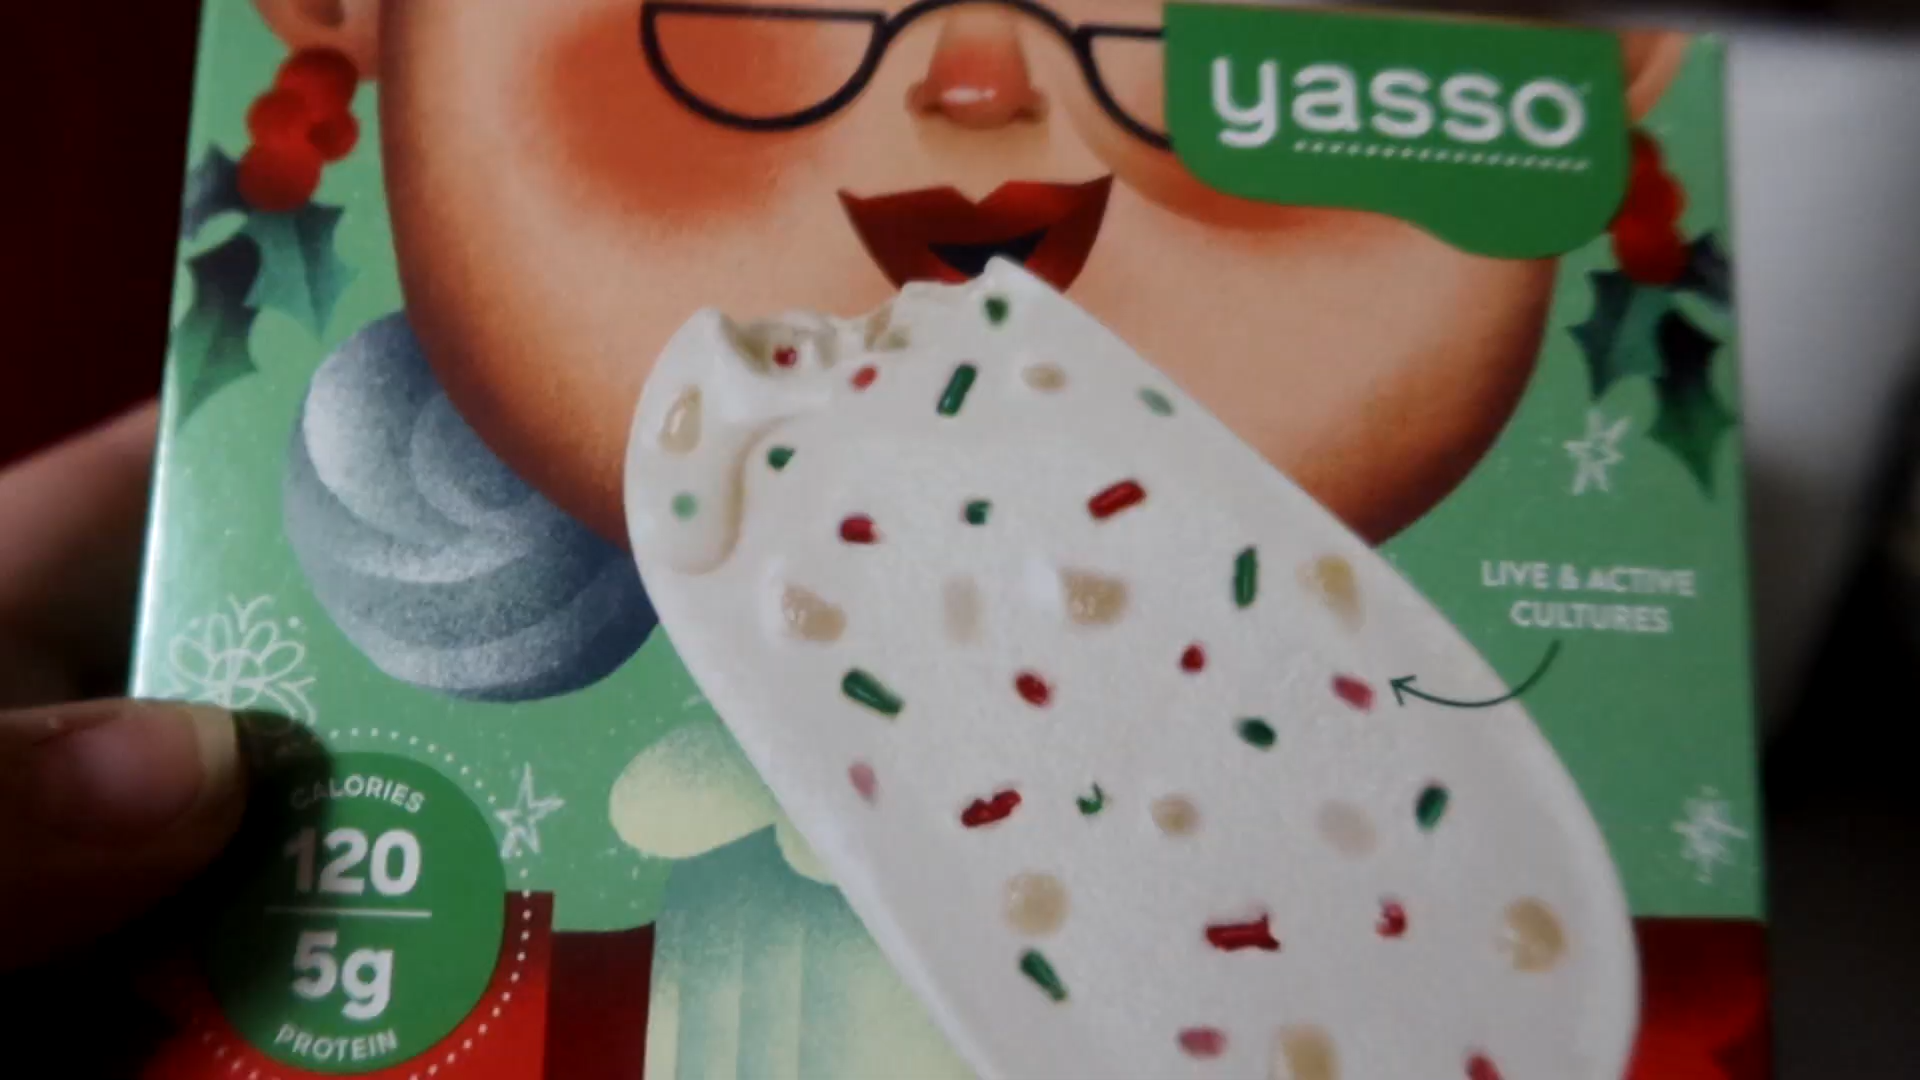 yasso
LIVE & ACTIVE
CULTURES
CALORIES
120
5g
PROTEIN